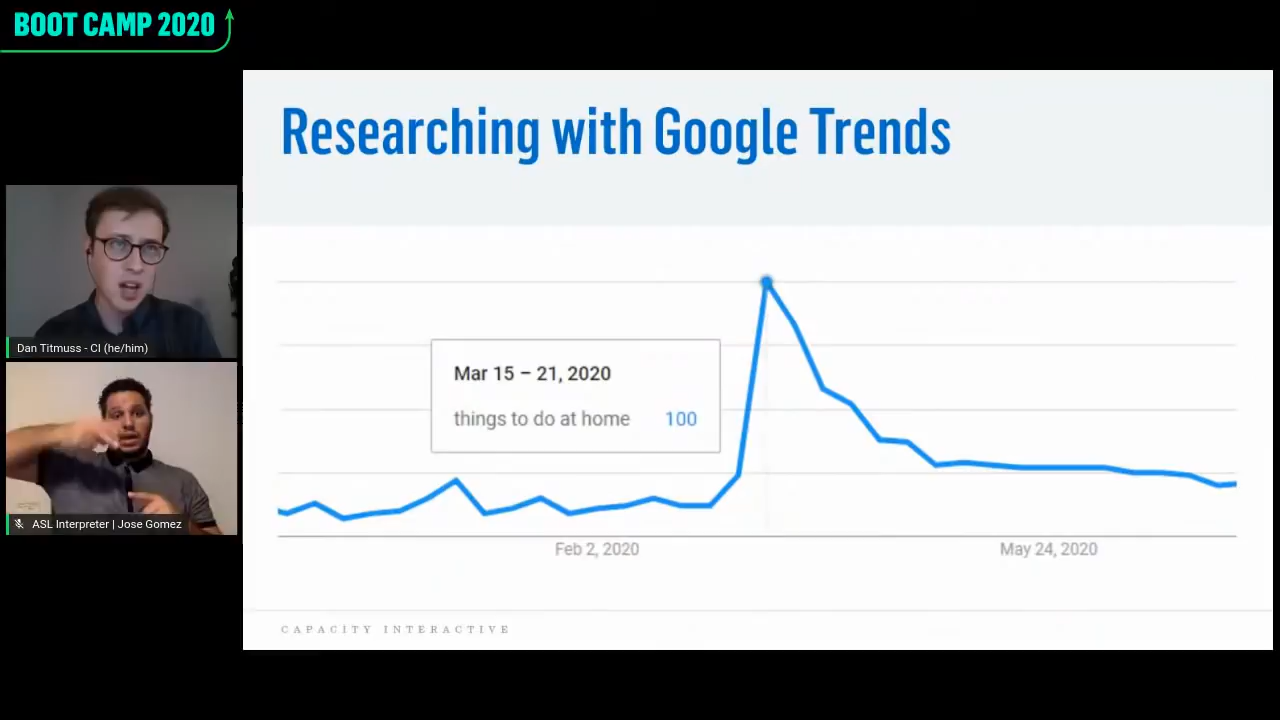 BOOT CAMP 2020
Researching with Google Trends
Mar 15 – 21, 2020
things to do at home 100
Feb 2, 2020
May 24, 2020
CAPACITY INTERACTIVE
Dan Titmuss - CI (he/him)
ASL Interpreter | Jose Gomez